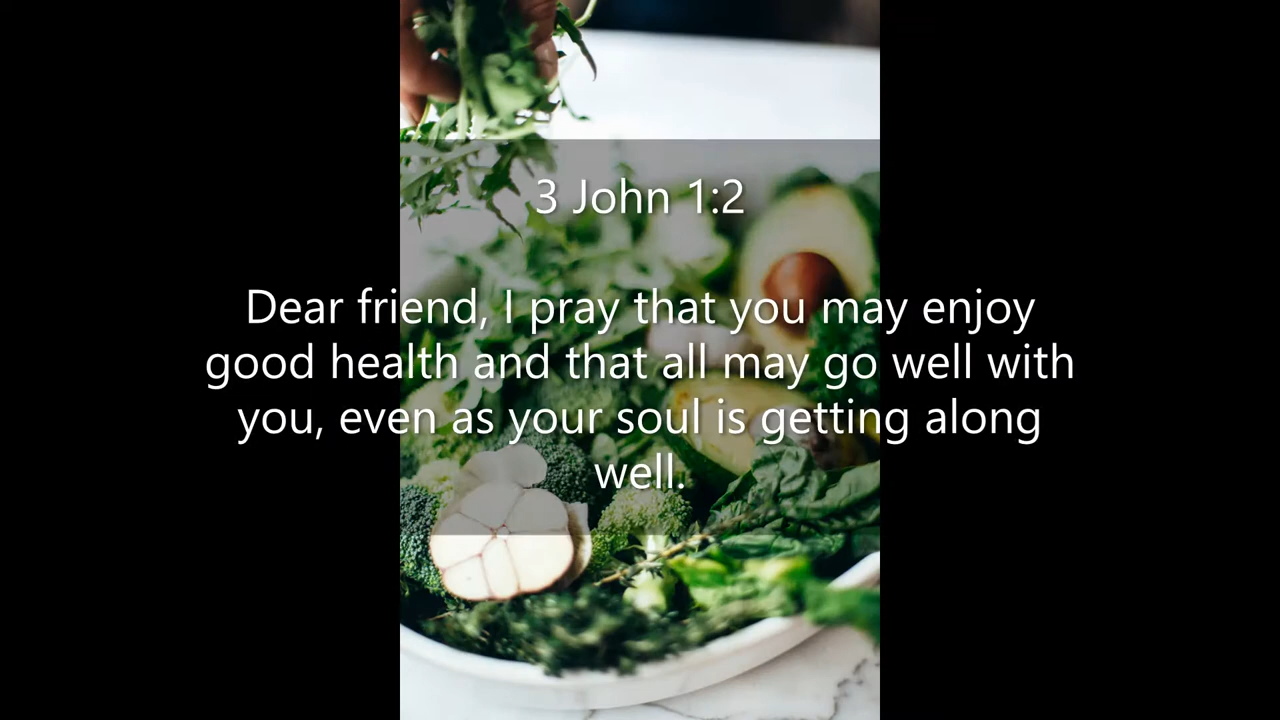 3 John 1:2
Dear friend, I pray that you may enjoy
good health and that all may go well with
you, even as your soul is getting along
well.